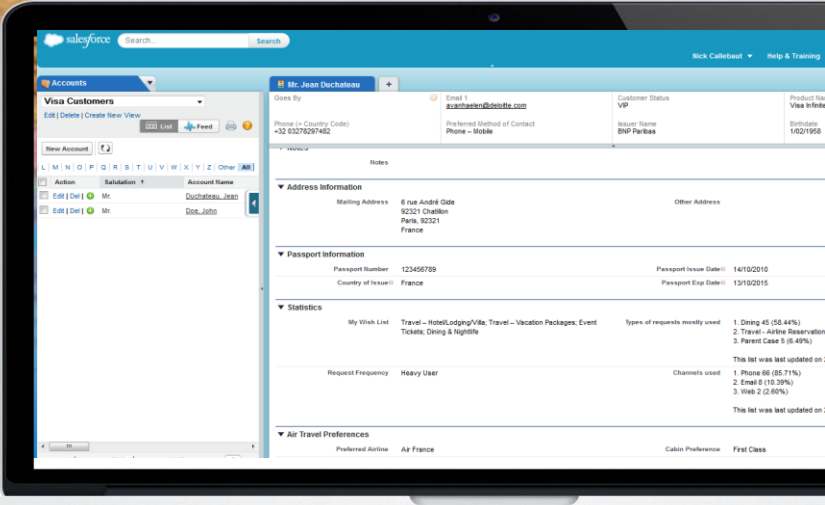 salesforce Search... Search
Nick Callebaut Help & Training
Accounts
Visa Customers
Edit | Delete | Create New View
List Feed
New Account
L | M | N | O | P | Q | R | S | T | U | V | W | X | Y | Z | Other All
Action Salutation Account Name
Edit | Del | Mr. Duchateau, Jean
Edit | Del | Mr. Doe, John
Mr. Jean Duchateau +
Goes By Email 1 Customer Status Product Na
avanhaelen@deloitte.com VIP Visa Infinite
Phone (+ Country Code) Preferred Method of Contact Issuer Name Birthdate
+32 03278297482 Phone – Mobile BNP Paribas 1/02/1958
Notes
Notes
Address Information
Mailing Address 6 rue André Gide Other Address
92321 Chatillon
Paris, 92321
France
Passport Information
Passport Number 123456789 Passport Issue Date 14/10/2010
Country of Issue France Passport Exp Date 13/10/2015
Statistics
My Wish List Travel – Hotel/Lodging/Villa; Travel – Vacation Packages; Event Types of requests mostly used 1. Dining 45 (58.44%)
Tickets; Dining & Nightlife 2. Travel - Airline Reservation
3. Parent Case 5 (6.49%)
This list was last updated on
Request Frequency Heavy User Channels used 1. Phone 66 (85.71%)
2. Email 8 (10.39%)
3. Web 2 (2.60%)
This list was last updated on
Air Travel Preferences
Preferred Airline Air France Cabin Preference First Class